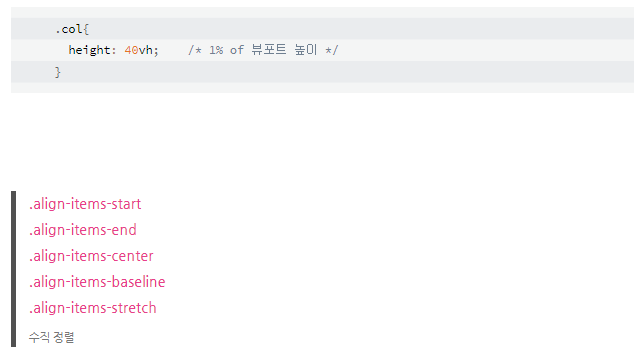 .col{
height: 40vh;    /* 1% of 뷰포트 높이 */
}
.align-items-start
.align-items-end
.align-items-center
.align-items-baseline
.align-items-stretch
수직 정렬